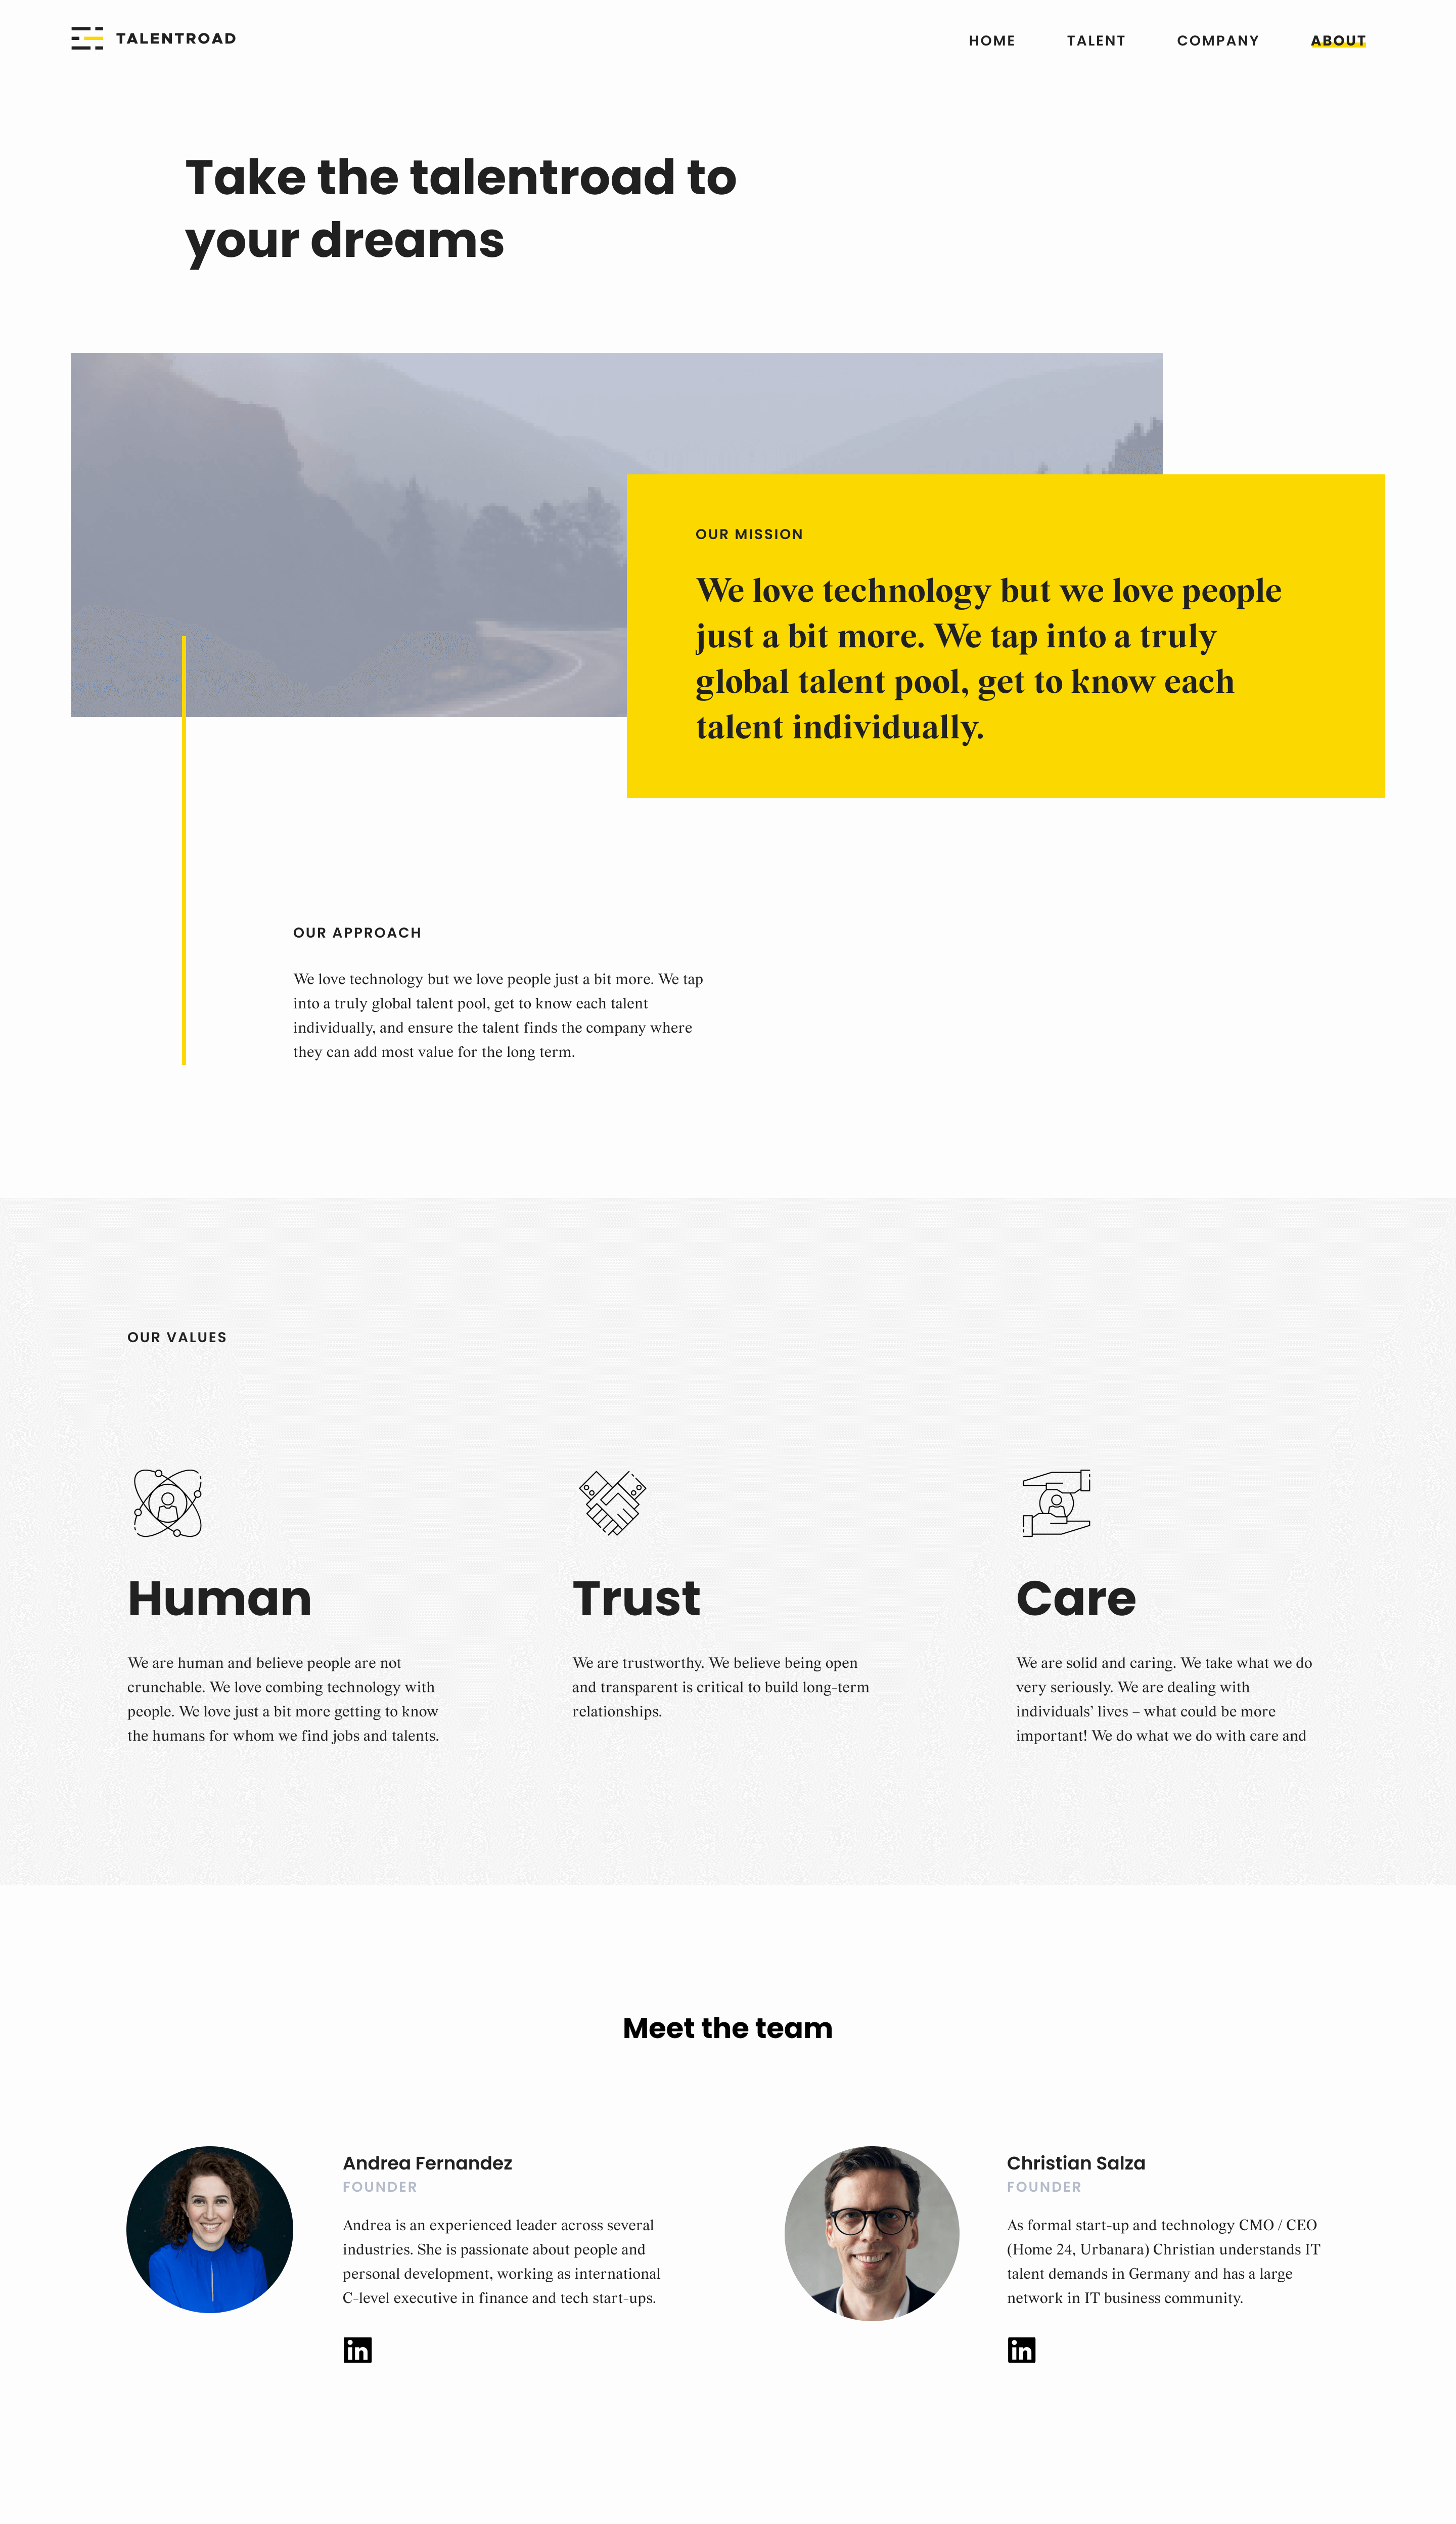 TALENTROAD
HOME TALENT COMPANY ABOUT
Take the talentroad to
your dreams
OUR MISSION
We love technology but we love people
just a bit more. We tap into a truly
global talent pool, get to know each
talent individually.
OUR APPROACH
We love technology but we love people just a bit more. We tap
into a truly global talent pool, get to know each talent
individually, and ensure the talent finds the company where
they can add most value for the long term.
OUR VALUES
Human
We are human and believe people are not
crunchable. We love combing technology with
people. We love just a bit more getting to know
the humans for whom we find jobs and talents.
Trust
We are trustworthy. We believe being open
and transparent is critical to build long-term
relationships.
Care
We are solid and caring. We take what we do
very seriously. We are dealing with
individuals’ lives – what could be more
important! We do what we do with care and
Meet the team
Andrea Fernandez
FOUNDER
Andrea is an experienced leader across several
industries. She is passionate about people and
personal development, working as international
C-level executive in finance and tech start-ups.
in
Christian Salza
FOUNDER
As formal start-up and technology CMO / CEO
(Home 24, Urbanara) Christian understands IT
talent demands in Germany and has a large
network in IT business community.
in